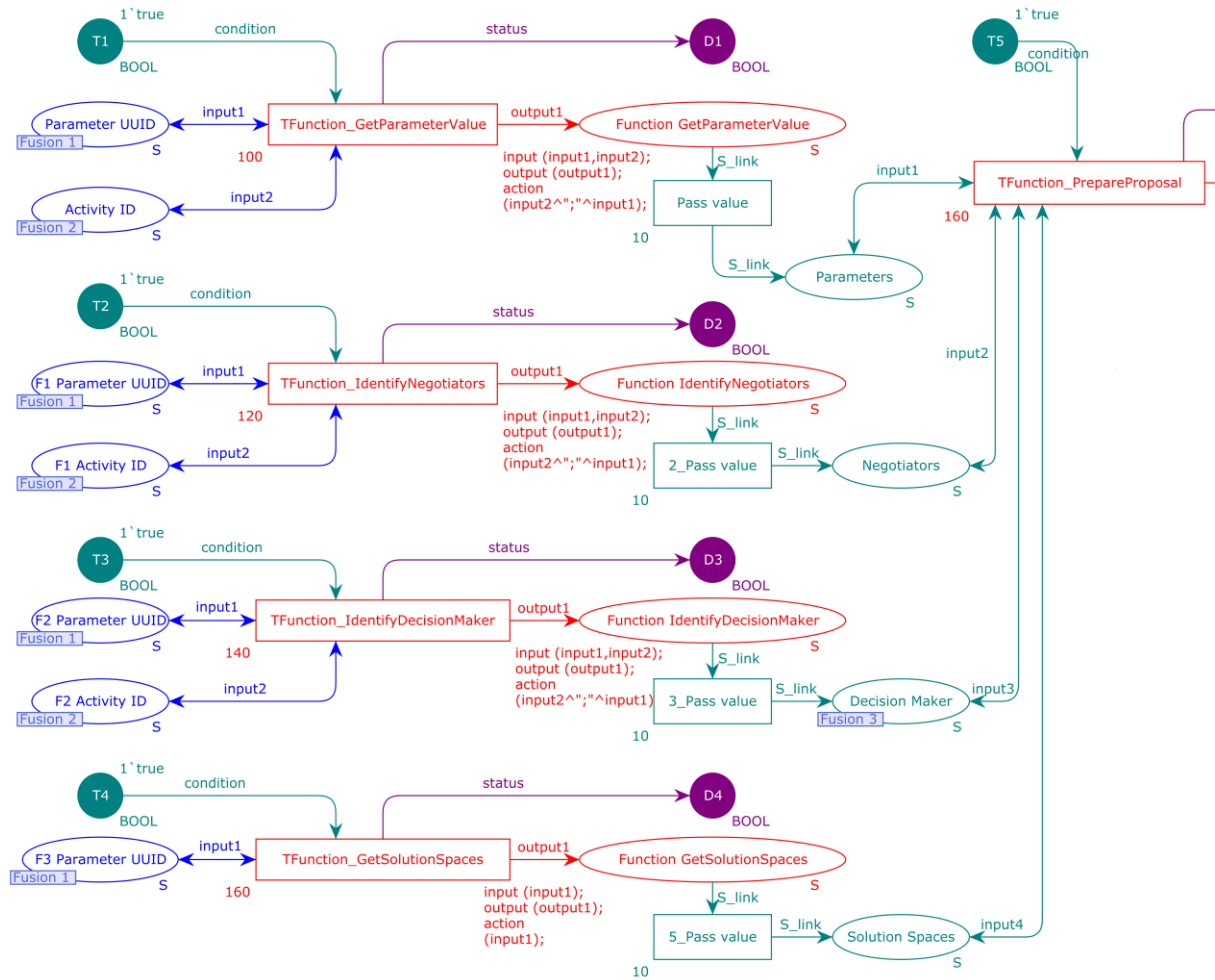 1`true
T1
condition
BOOL
status
D1
BOOL
1`true
T5
condition
BOOL
Parameter UUID
Fusion 1
S
input1
TFunction_GetParameterValue
100
output1
Function GetParameterValue
S
input (input1,input2);
output (output1);
action
(input2^";"^input1);
S_link
Pass value
10
S_link
Parameters
S
input1
TFunction_PrepareProposal
160
Activity ID
Fusion 2
S
input2
1`true
T2
condition
BOOL
status
D2
BOOL
input2
F1 Parameter UUID
Fusion 1
S
input1
TFunction_IdentifyNegotiators
120
output1
Function IdentifyNegotiators
S
input (input1,input2);
output (output1);
action
(input2^";"^input1);
S_link
2_Pass value
10
S_link
Negotiators
S
F1 Activity ID
Fusion 2
S
input2
1`true
T3
condition
BOOL
status
D3
BOOL
F2 Parameter UUID
Fusion 1
S
input1
TFunction_IdentifyDecisionMaker
140
output1
Function IdentifyDecisionMaker
S
input (input1,input2);
output (output1);
action
(input2^";"^input1)
S_link
3_Pass value
10
S_link
Decision Maker
Fusion 3
S
input3
F2 Activity ID
Fusion 2
S
input2
1`true
T4
condition
BOOL
status
D4
BOOL
F3 Parameter UUID
Fusion 1
S
input1
TFunction_GetSolutionSpaces
160
output1
Function GetSolutionSpaces
S
input (input1);
output (output1);
action
(input1);
S_link
5_Pass value
10
S_link
Solution Spaces
S
input4